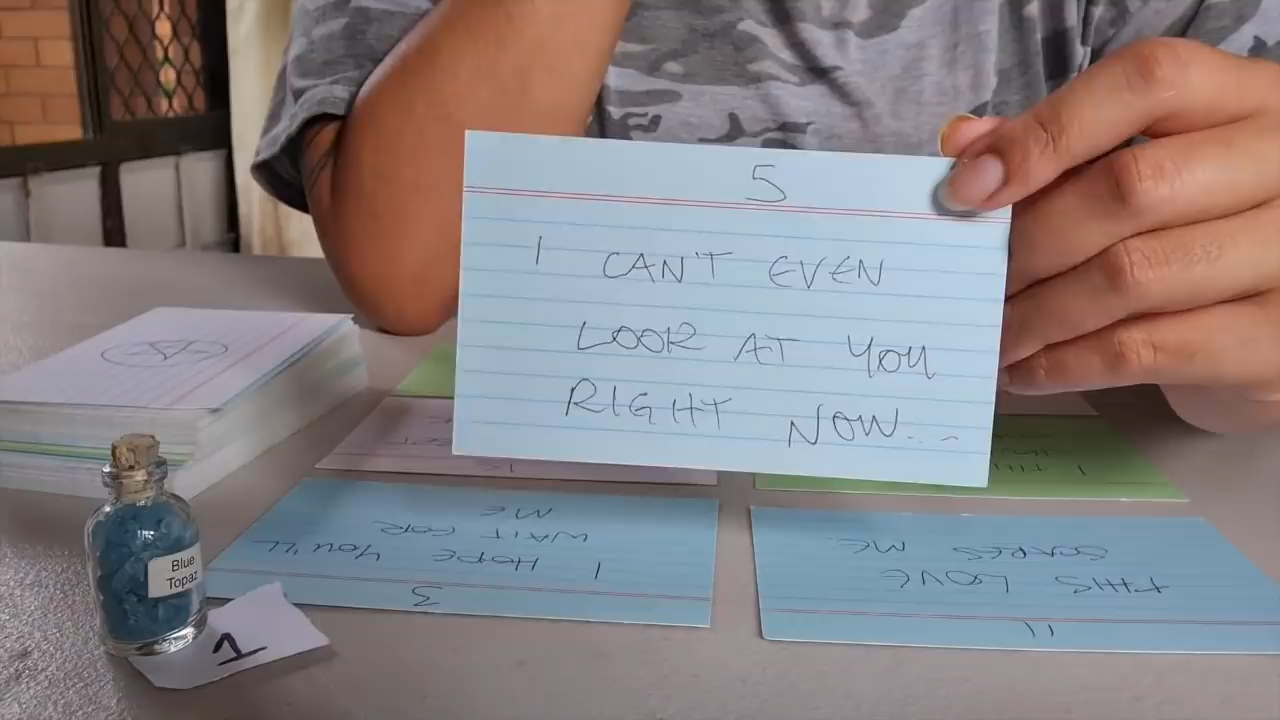 5
I CAN'T EVEN
LOOK AT YOU
RIGHT NOW...
I HOPE YOU'LL
WAIT FOR
ME
3
THIS LOVE
SCARES ME
11
Blue
Topaz
1
I
I